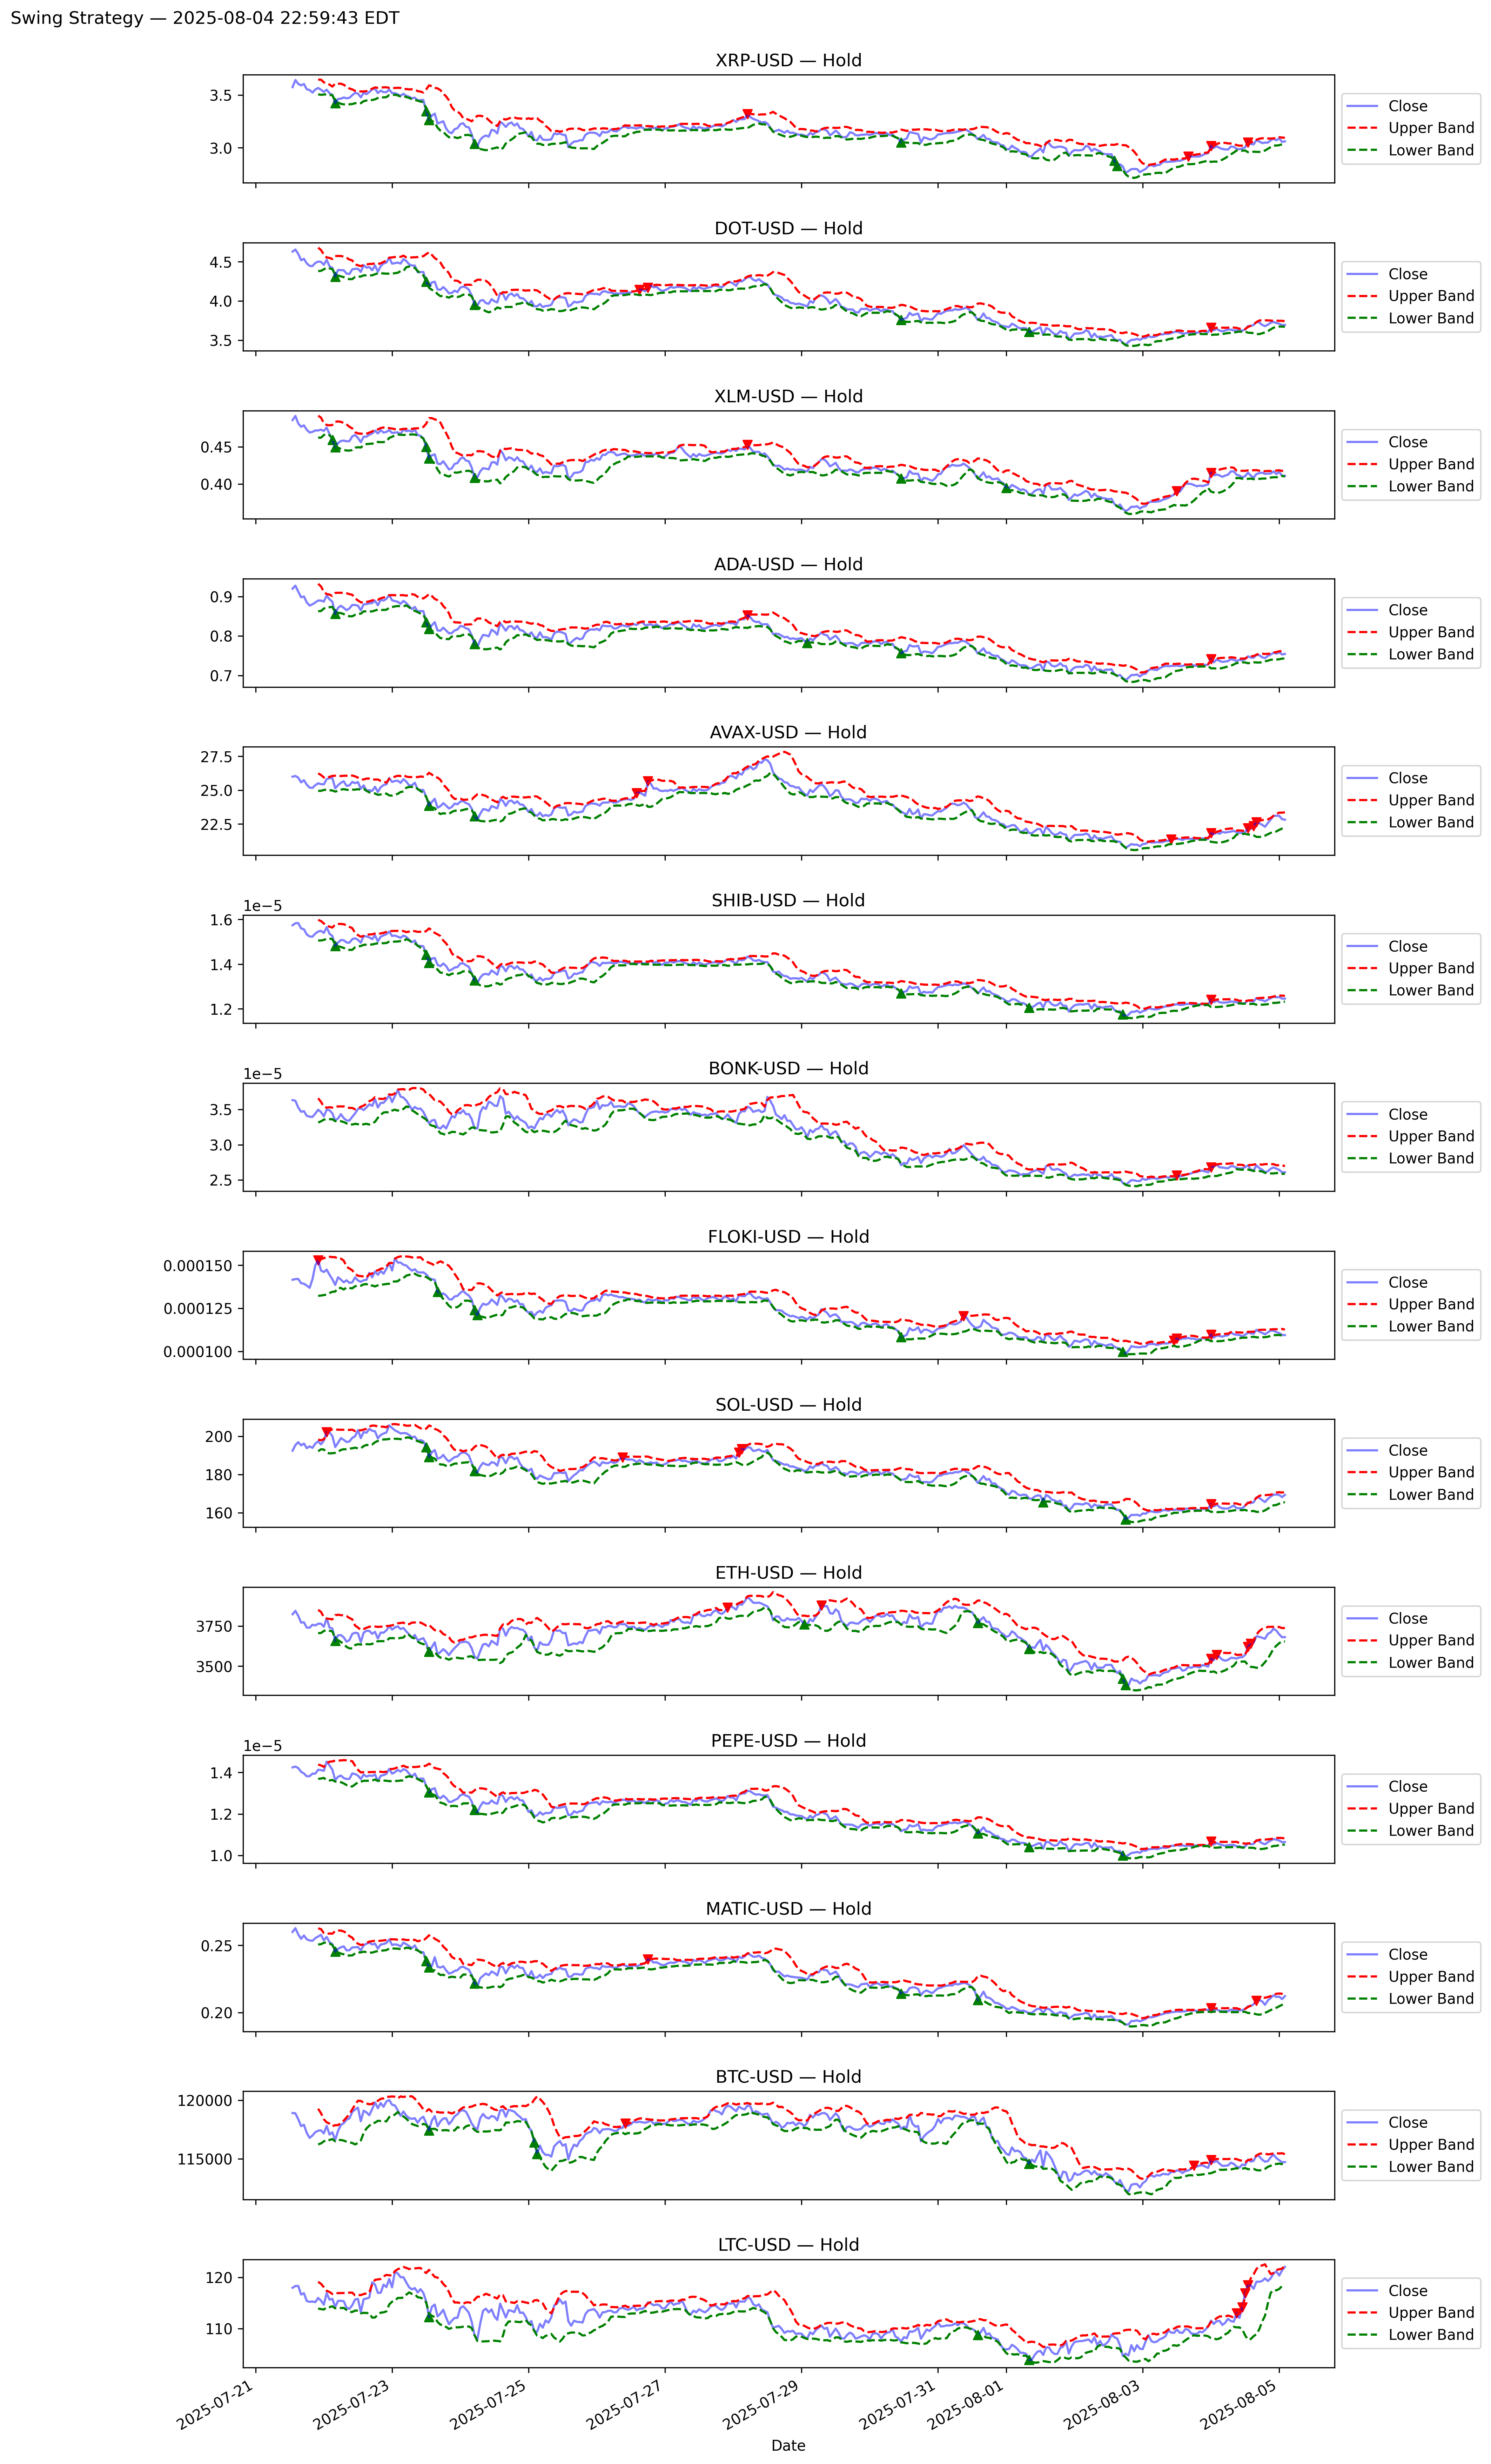 Swing Strategy — 2025-08-04 22:59:43 EDT
XRP-USD — Hold
3.5
3.0
Close
Upper Band
Lower Band
DOT-USD — Hold
4.5
4.0
3.5
Close
Upper Band
Lower Band
XLM-USD — Hold
0.45
0.40
Close
Upper Band
Lower Band
ADA-USD — Hold
0.9
0.8
0.7
Close
Upper Band
Lower Band
AVAX-USD — Hold
27.5
25.0
22.5
Close
Upper Band
Lower Band
SHIB-USD — Hold
1e−5
1.6
1.4
1.2
Close
Upper Band
Lower Band
BONK-USD — Hold
1e−5
3.5
3.0
2.5
Close
Upper Band
Lower Band
FLOKI-USD — Hold
0.000150
0.000125
0.000100
Close
Upper Band
Lower Band
SOL-USD — Hold
200
180
160
Close
Upper Band
Lower Band
ETH-USD — Hold
3750
3500
Close
Upper Band
Lower Band
PEPE-USD — Hold
1e−5
1.4
1.2
1.0
Close
Upper Band
Lower Band
MATIC-USD — Hold
0.25
0.20
Close
Upper Band
Lower Band
BTC-USD — Hold
120000
115000
Close
Upper Band
Lower Band
LTC-USD — Hold
120
110
Close
Upper Band
Lower Band
2025-07-21
2025-07-23
2025-07-25
2025-07-27
2025-07-29
2025-07-31
2025-08-01
2025-08-03
2025-08-05
Date